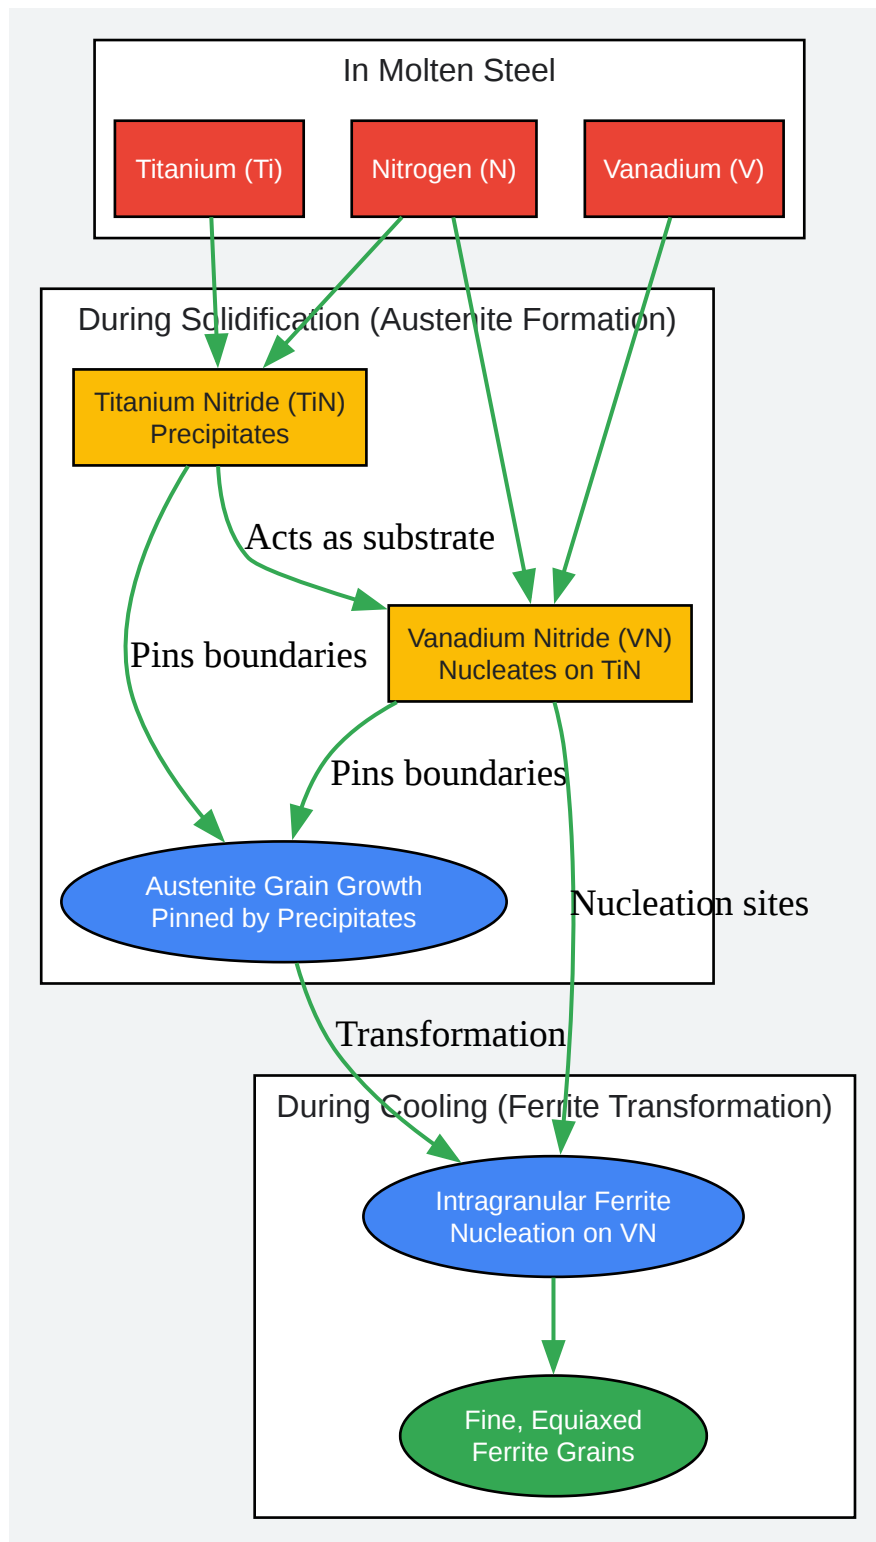 In Molten Steel
Titanium (Ti)
Nitrogen (N)
Vanadium (V)
During Solidification (Austenite Formation)
Titanium Nitride (TiN)
Precipitates
Acts as substrate
Vanadium Nitride (VN)
Nucleates on TiN
Pins boundaries
Pins boundaries
Austenite Grain Growth
Pinned by Precipitates
Nucleation sites
Transformation
During Cooling (Ferrite Transformation)
Intragranular Ferrite
Nucleation on VN
Fine, Equiaxed
Ferrite Grains